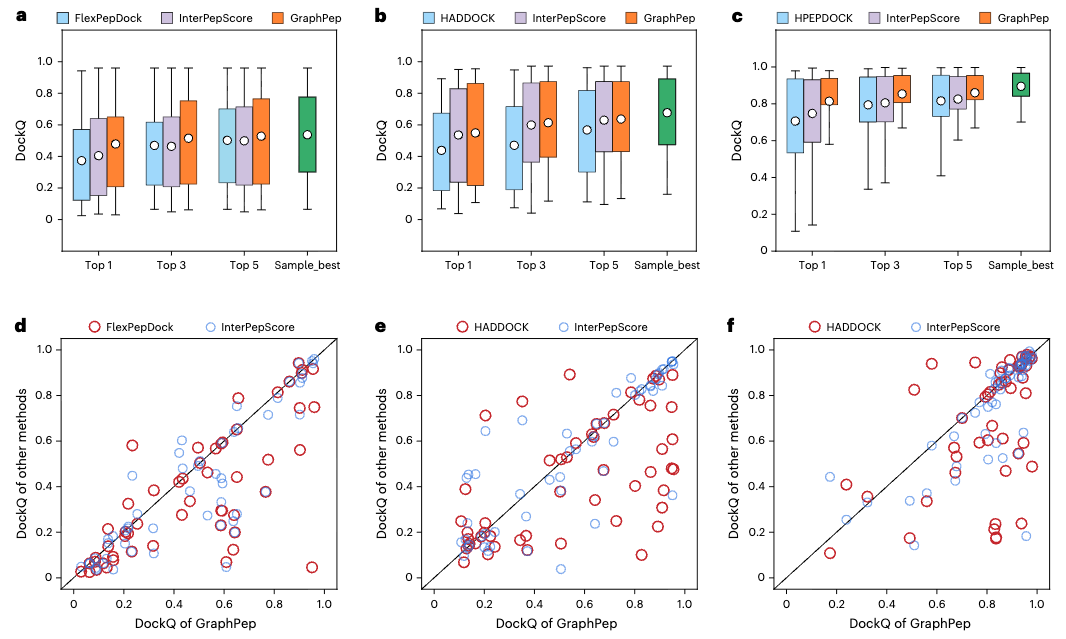 a FlexPepDock InterPepScore GraphPep
DockQ
1.0
0.8
0.6
0.4
0.2
0
Top 1 Top 3 Top 5 Sample_best
b HADDOCK InterPepScore GraphPep
DockQ
1.0
0.8
0.6
0.4
0.2
0
Top 1 Top 3 Top 5 Sample_best
c HPEPDOCK InterPepScore GraphPep
DockQ
1.0
0.8
0.6
0.4
0.2
0
Top 1 Top 3 Top 5 Sample_best
d FlexPepDock InterPepScore
DockQ of other methods
1.0
0.8
0.6
0.4
0.2
0
0 0.2 0.4 0.6 0.8 1.0
DockQ of GraphPep
e HADDOCK InterPepScore
DockQ of other methods
1.0
0.8
0.6
0.4
0.2
0
0 0.2 0.4 0.6 0.8 1.0
DockQ of GraphPep
f HADDOCK InterPepScore
DockQ of other methods
1.0
0.8
0.6
0.4
0.2
0
0 0.2 0.4 0.6 0.8 1.0
DockQ of GraphPep